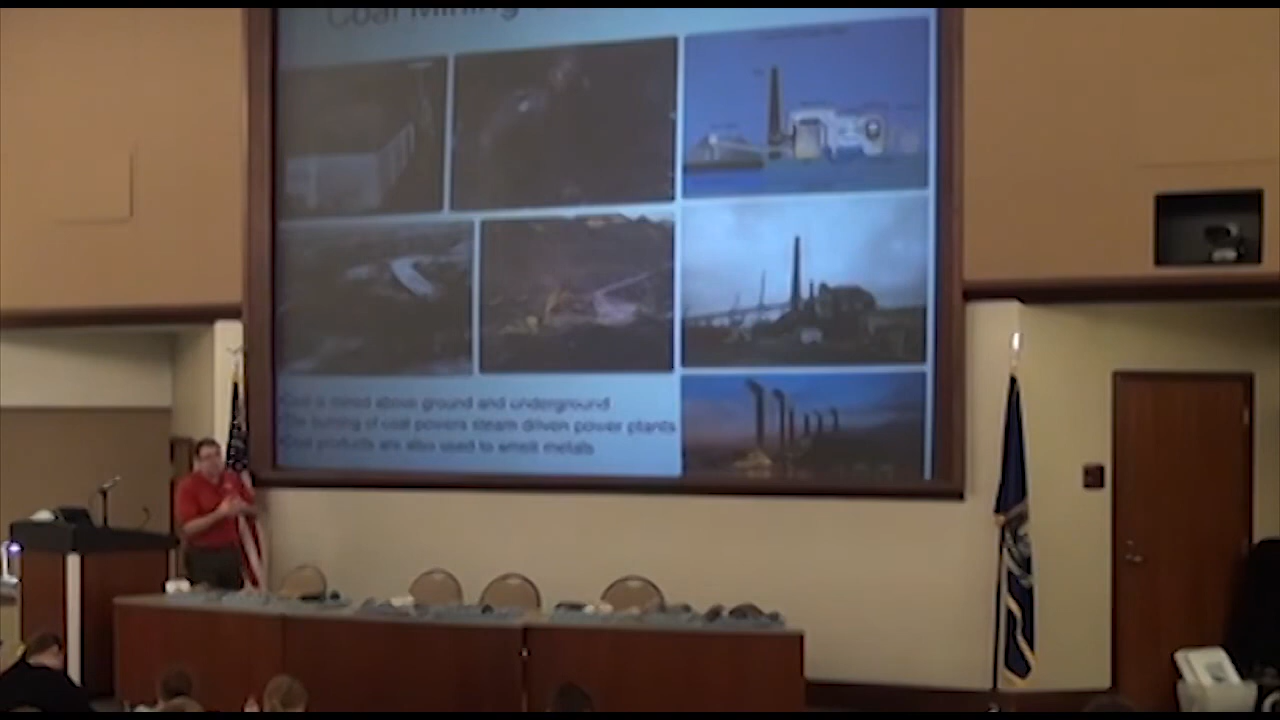 Coal Mining
Coal is mined above ground and underground
The burning of coal powers steam driven power plants
Coal products are also used to smelt metals